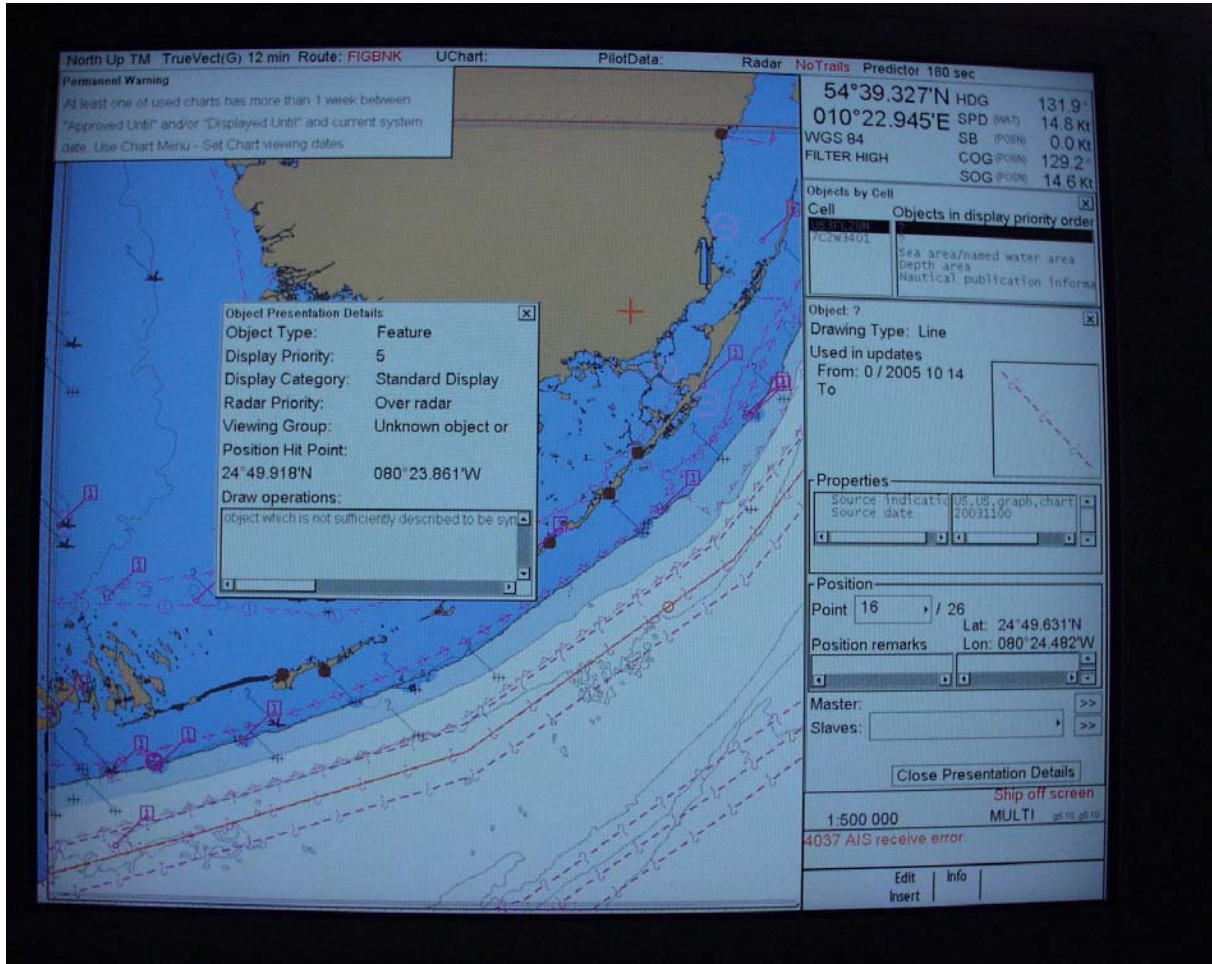 North Up TM TrueVect(G) 12 min Route: FIGBNK UChart: PilotData: Radar NoTrails Predictor 180 sec
Permanent Warning
At least one of used charts has more than 1 week between
"Approved Until" and/or "Displayed Until" and current system
date. Use Chart Menu - Set Chart viewing dates
54°39.327'N HDG 131.9°
010°22.945'E SPD (WAT) 14.8 Kt
WGS 84 SB (POSN) 0.0 Kt
FILTER HIGH COG (POSN) 129.2°
SOG (POSN) 14.6 Kt
Objects by Cell
Cell Objects in display priority order
US3FL28M ?
7C2W3401 ?
Sea area/named water area
Depth area
Nautical publication informa
Object: ?
Drawing Type: Line
Used in updates
From: 0 / 2005 10 14
To
Properties
Source indicatio US,US,graph,chart
Source date 20031100
Position
Point 16 / 26
Lat: 24°49.631'N
Position remarks Lon: 080°24.482'W
Master: >>
Slaves: >>
Close Presentation Details
Ship off screen
1:500 000 MULTI
4037 AIS receive error
Edit Info
Insert
Object Presentation Details
Object Type: Feature
Display Priority: 5
Display Category: Standard Display
Radar Priority: Over radar
Viewing Group: Unknown object or
Position Hit Point:
24°49.918'N 080°23.861'W
Draw operations:
object which is not sufficiently described to be syn